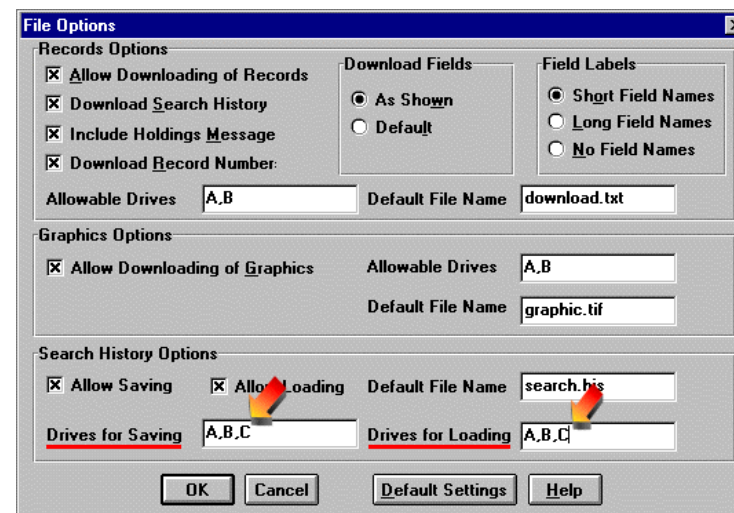 File Options
Records Options
Allow Downloading of Records
Download Search History
Include Holdings Message
Download Record Number
Download Fields
As Shown
Default
Field Labels
Short Field Names
Long Field Names
No Field Names
Allowable Drives A,B
Default File Name download.txt
Graphics Options
Allow Downloading of Graphics
Allowable Drives A,B
Default File Name graphic.tif
Search History Options
Allow Saving
Allow Loading
Default File Name search.his
Drives for Saving A,B,C
Drives for Loading A,B,C
OK
Cancel
Default Settings
Help